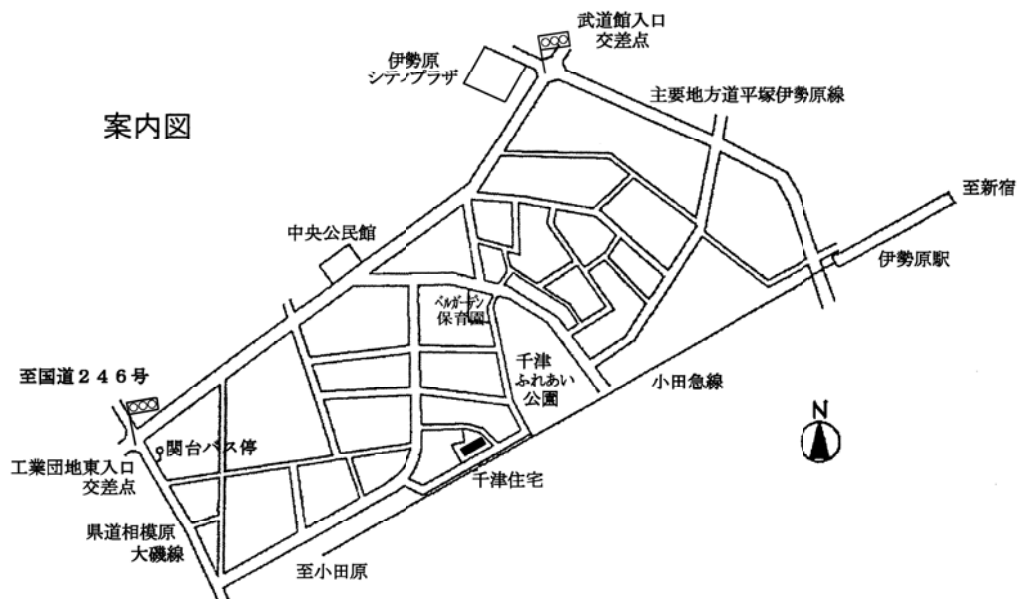 武道館入口
交差点
伊勢原
シティプラザ
主要地方道平塚伊勢原線
案内図
至新宿
中央公民館
伊勢原駅
ベルガーデン
保育園
千津
ふれあい
公園
至国道246号
小田急線
N
関台バス停
工業団地東入口
交差点
千津住宅
県道相模原
大磯線
至小田原